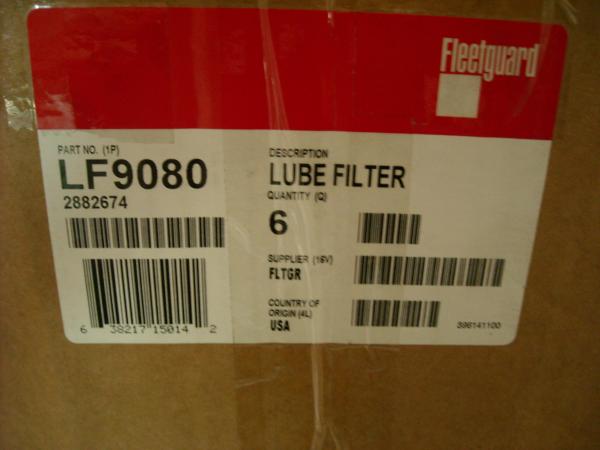 Fleetguard
PART NO. (1P)
LF9080
2882674
6 38217 15014 2
DESCRIPTION
LUBE FILTER
QUANTITY (Q)
6
SUPPLIER (16V)
FLTGR
COUNTRY OF
ORIGIN (4L)
USA
396141100